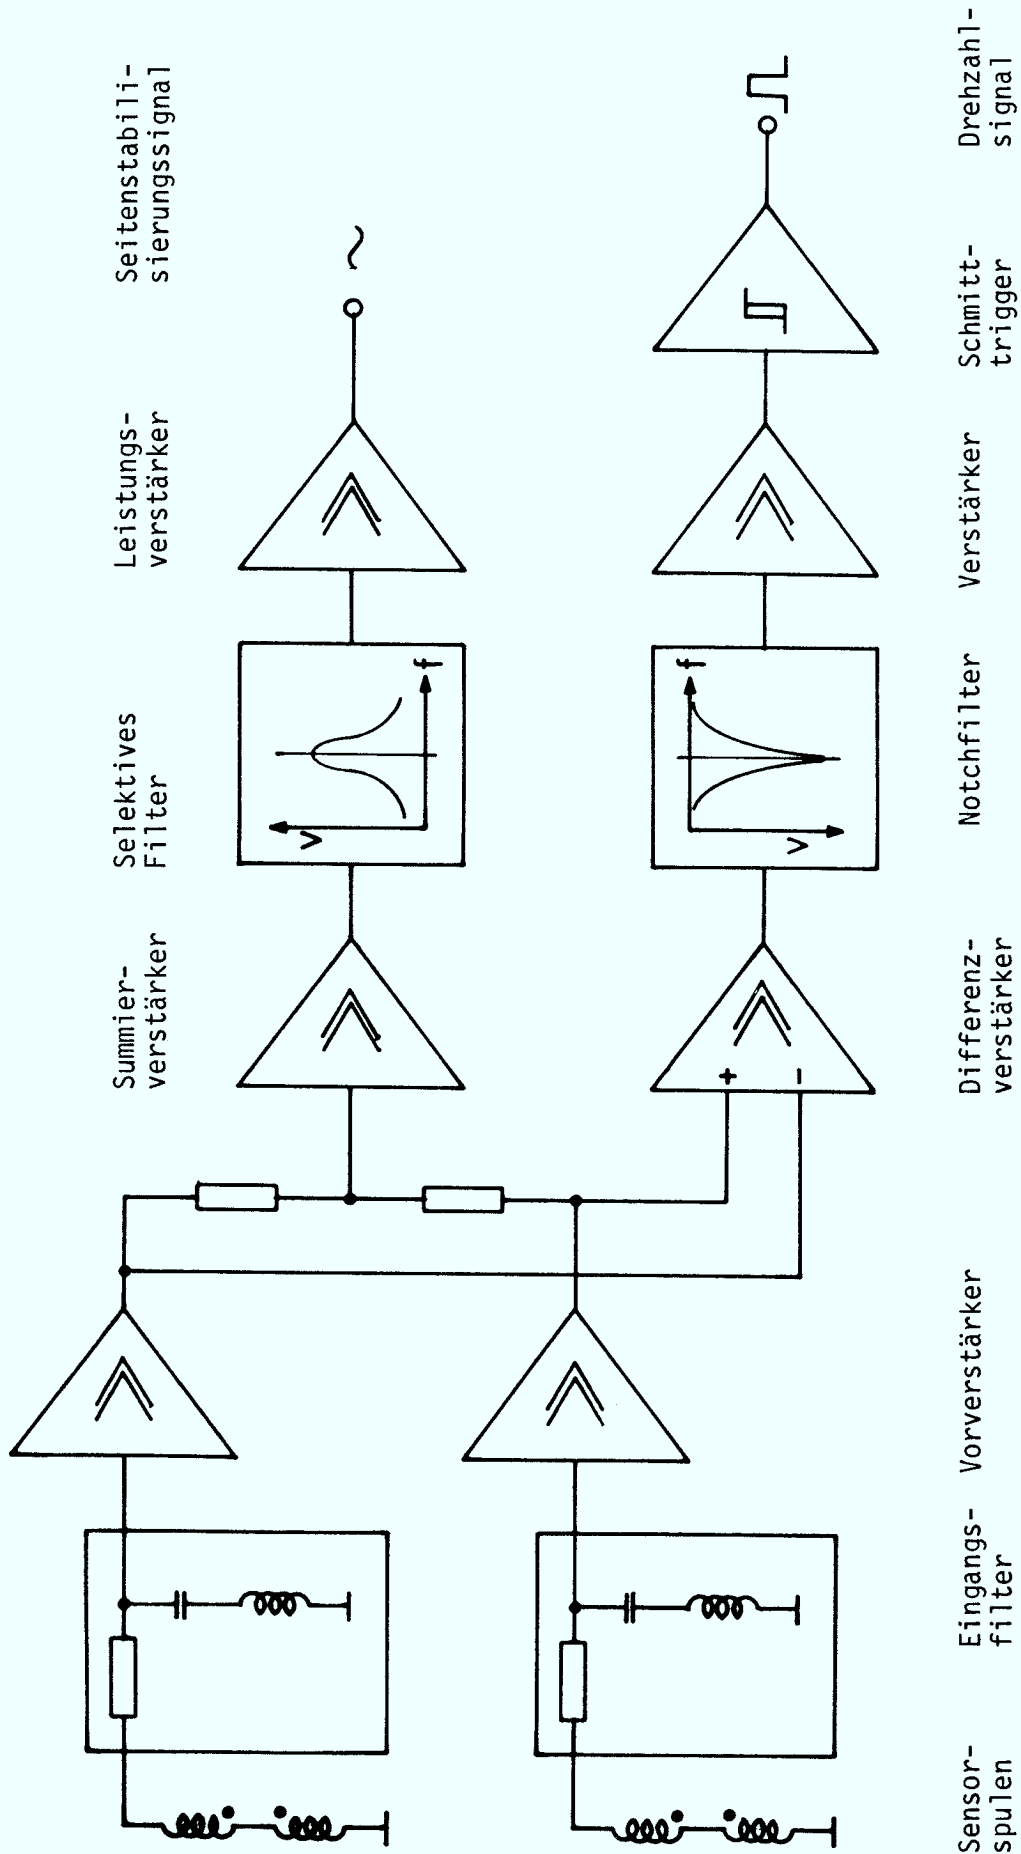 Seitenstabili-
sierungssignal
Leistungs-
verstärker
Selektives
Filter
Summier-
verstärker
V
f
V
f
+
-
Sensor-
spulen
Eingangs-
filter
Vorverstärker
Differenz-
verstärker
Notchfilter
Verstärker
Schmitt-
trigger
Drehzahl-
signal